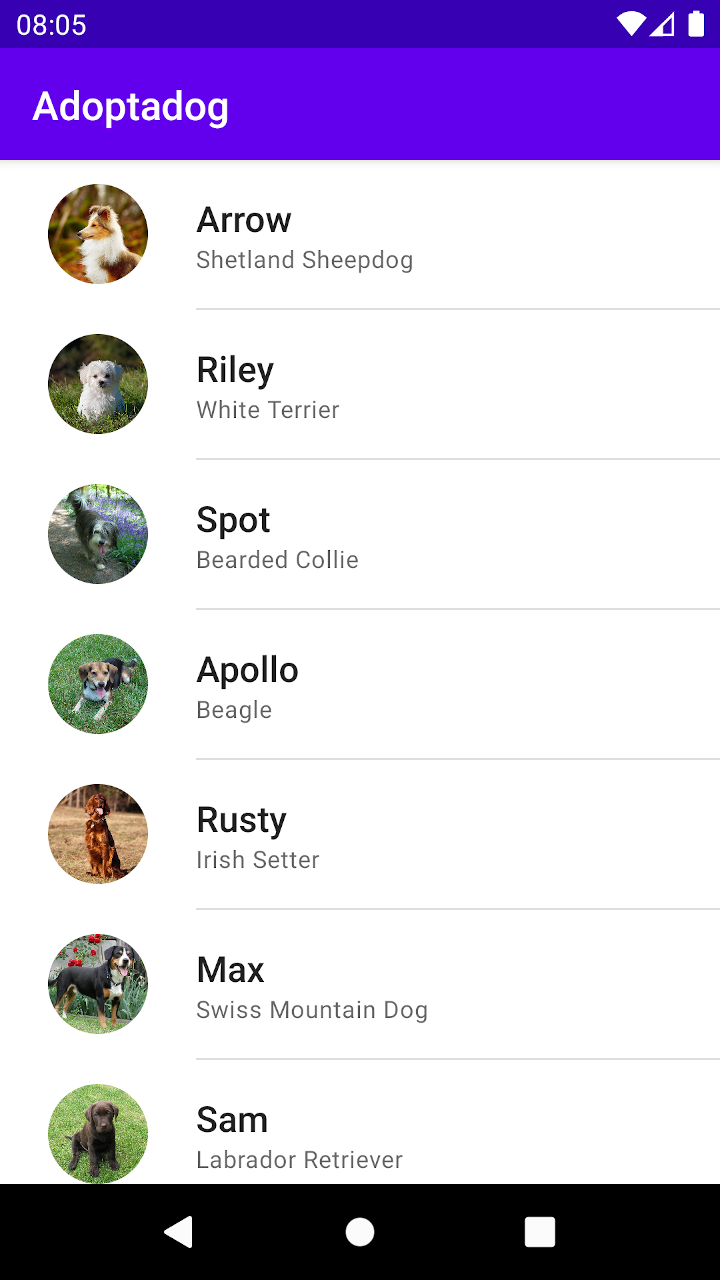 08:05
Adoptadog
Arrow
Shetland Sheepdog
Riley
White Terrier
Spot
Bearded Collie
Apollo
Beagle
Rusty
Irish Setter
Max
Swiss Mountain Dog
Sam
Labrador Retriever